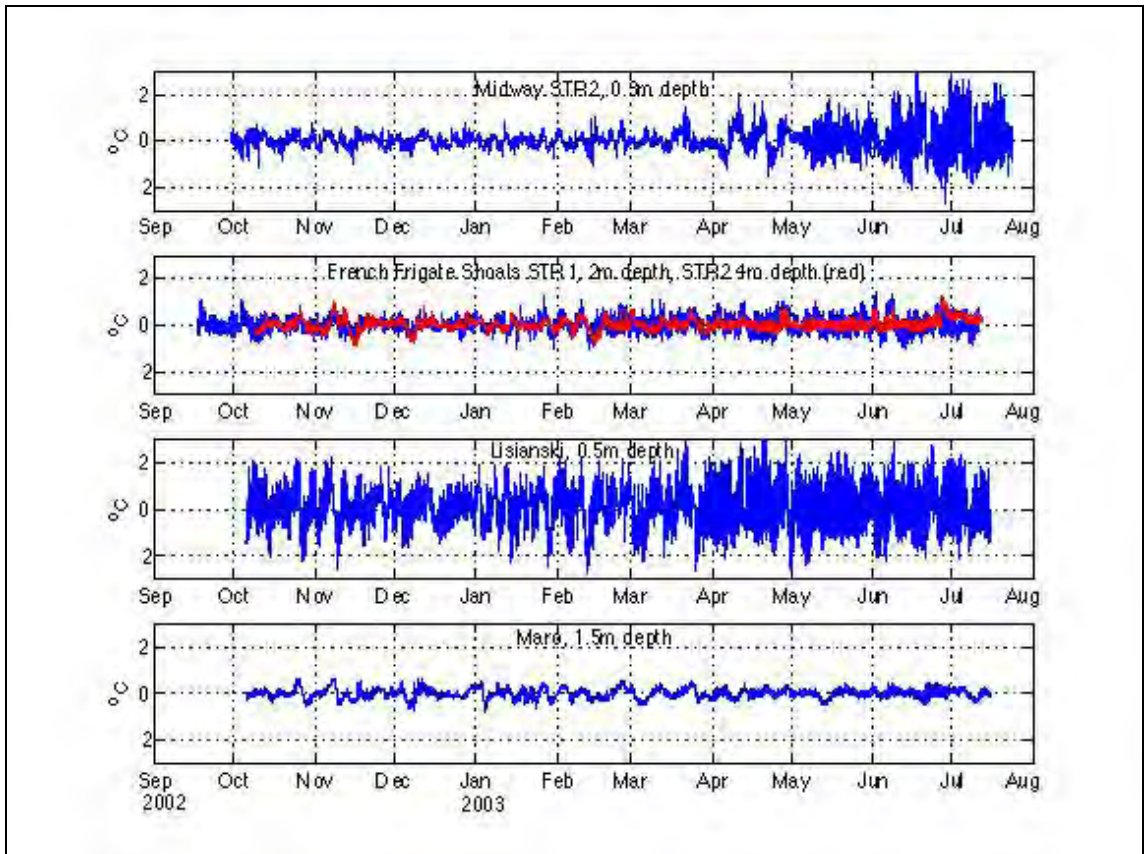 Midway STR2, 0.9m depth
2
0
2
°C
Sep Oct Nov Dec Jan Feb Mar Apr May Jun Jul Aug
French Frigate Shoals STR1, 2m depth, STR2 4m depth (red)
2
0
2
°C
Sep Oct Nov Dec Jan Feb Mar Apr May Jun Jul Aug
Lisianski, 0.5m depth
2
0
2
°C
Sep Oct Nov Dec Jan Feb Mar Apr May Jun Jul Aug
Maro, 1.5m depth
2
0
2
°C
Sep Oct Nov Dec Jan Feb Mar Apr May Jun Jul Aug
2002 2003